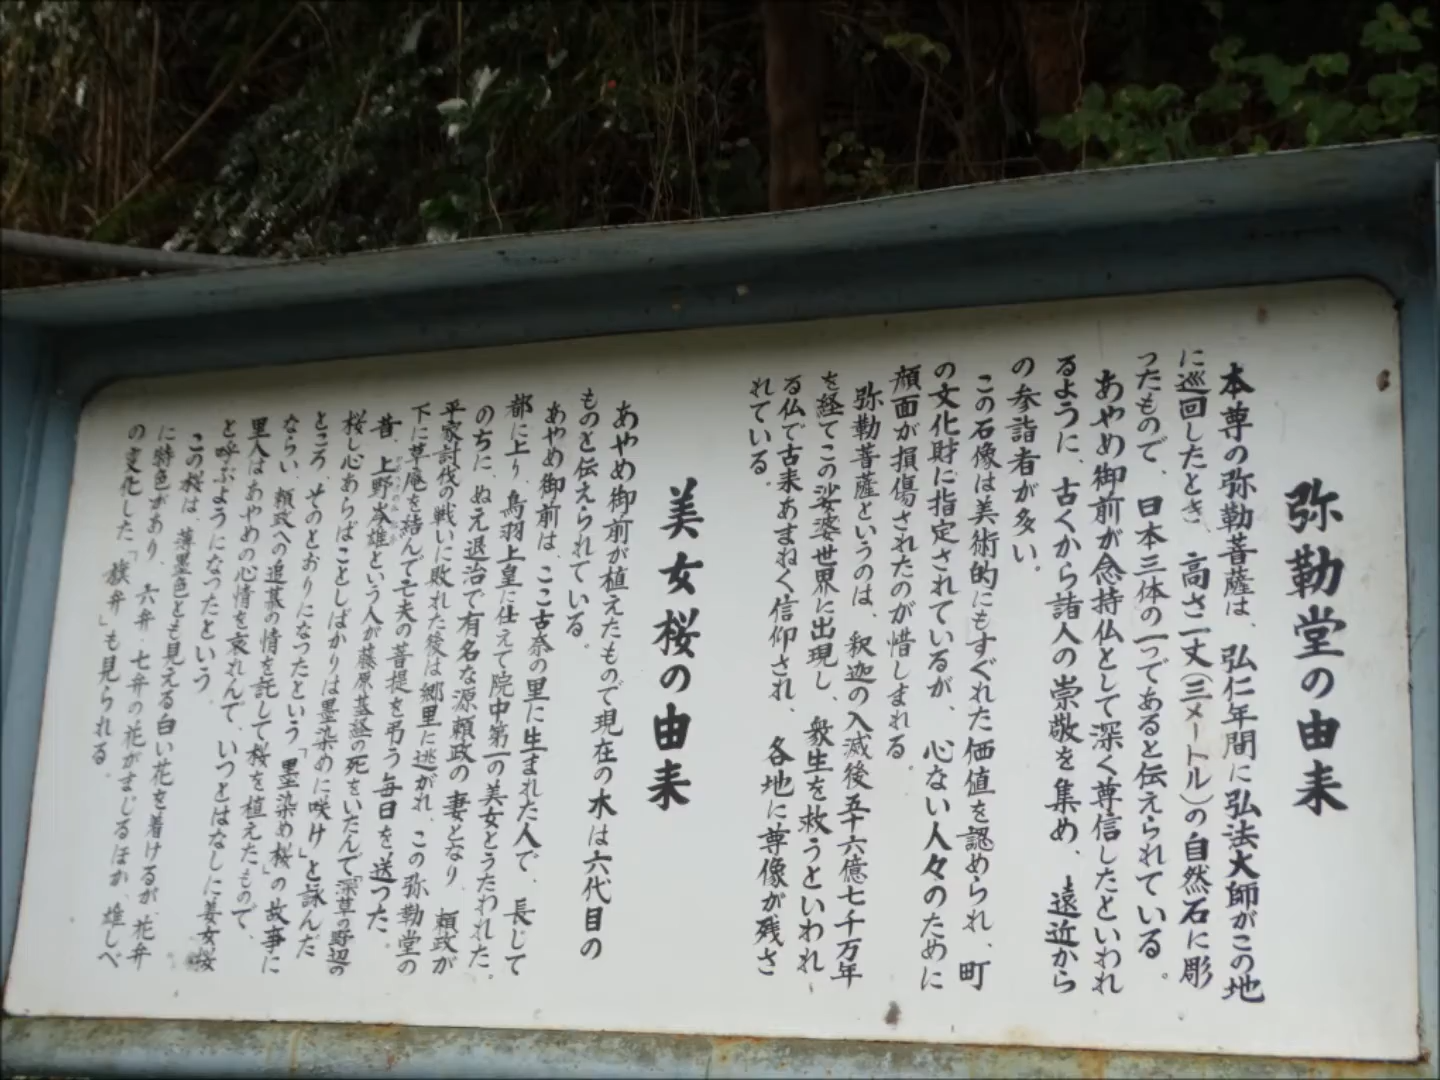 弥勒堂の由来
本尊の弥勒菩薩は、弘仁年間に弘法大師がこの地
に巡回したとき、高さ一丈(三メートル)の自然石に彫
ったもので、日本三体の一つであると伝えられている。
あやめ御前が念持仏として深く尊信したといわれ
るように、古くから諸人の崇敬を集め、遠近から
の参詣者が多い。
この石像は美術的にもすぐれた価値を認められ、町
の文化財に指定されているが、心ない人々のために
顔面が損傷されたのが惜しまれる。
弥勒菩薩というのは、釈迦の入滅後五十六億七千万年
を経てこの娑婆世界に出現し、衆生を救うといわれ
る仏で古来あまねく信仰され、各地に尊像が残さ
れている。
美女桜の由来
あやめ御前が植えたもので現在の木は六代目の
ものと伝えられている。
あやめ御前は、ここ古奈の里に生まれた人で、長じて
都に上り、鳥羽上皇に仕えて院中第一の美女とうたわれた。
のちに、ぬえ退治で有名な源頼政の妻となり、頼政が
平家討伐の戦いに敗れた後は郷里に逃がれ、この弥勒堂の
下に草庵を結んで亡夫の菩提を弔う毎日を送った。
昔、上野岑雄という人が藤原基経の死をいたんで「深草の野辺の
桜し心あらばことしばかりは墨染めに咲け」と詠んだ
ところ、そのとおりになったという「墨染め桜」の故事に
ならい、頼政への追慕の情を託して桜を植えたもので、
里人はあやめの心情を哀れんで、いつとはなしに美女桜
と呼ぶようになったという。
この桜は、薄墨色とも見える白い花を着けるが、花弁
に特色があり、六弁、七弁の花がまじるほか、雄しべ
の変化した「旗弁」も見られる。